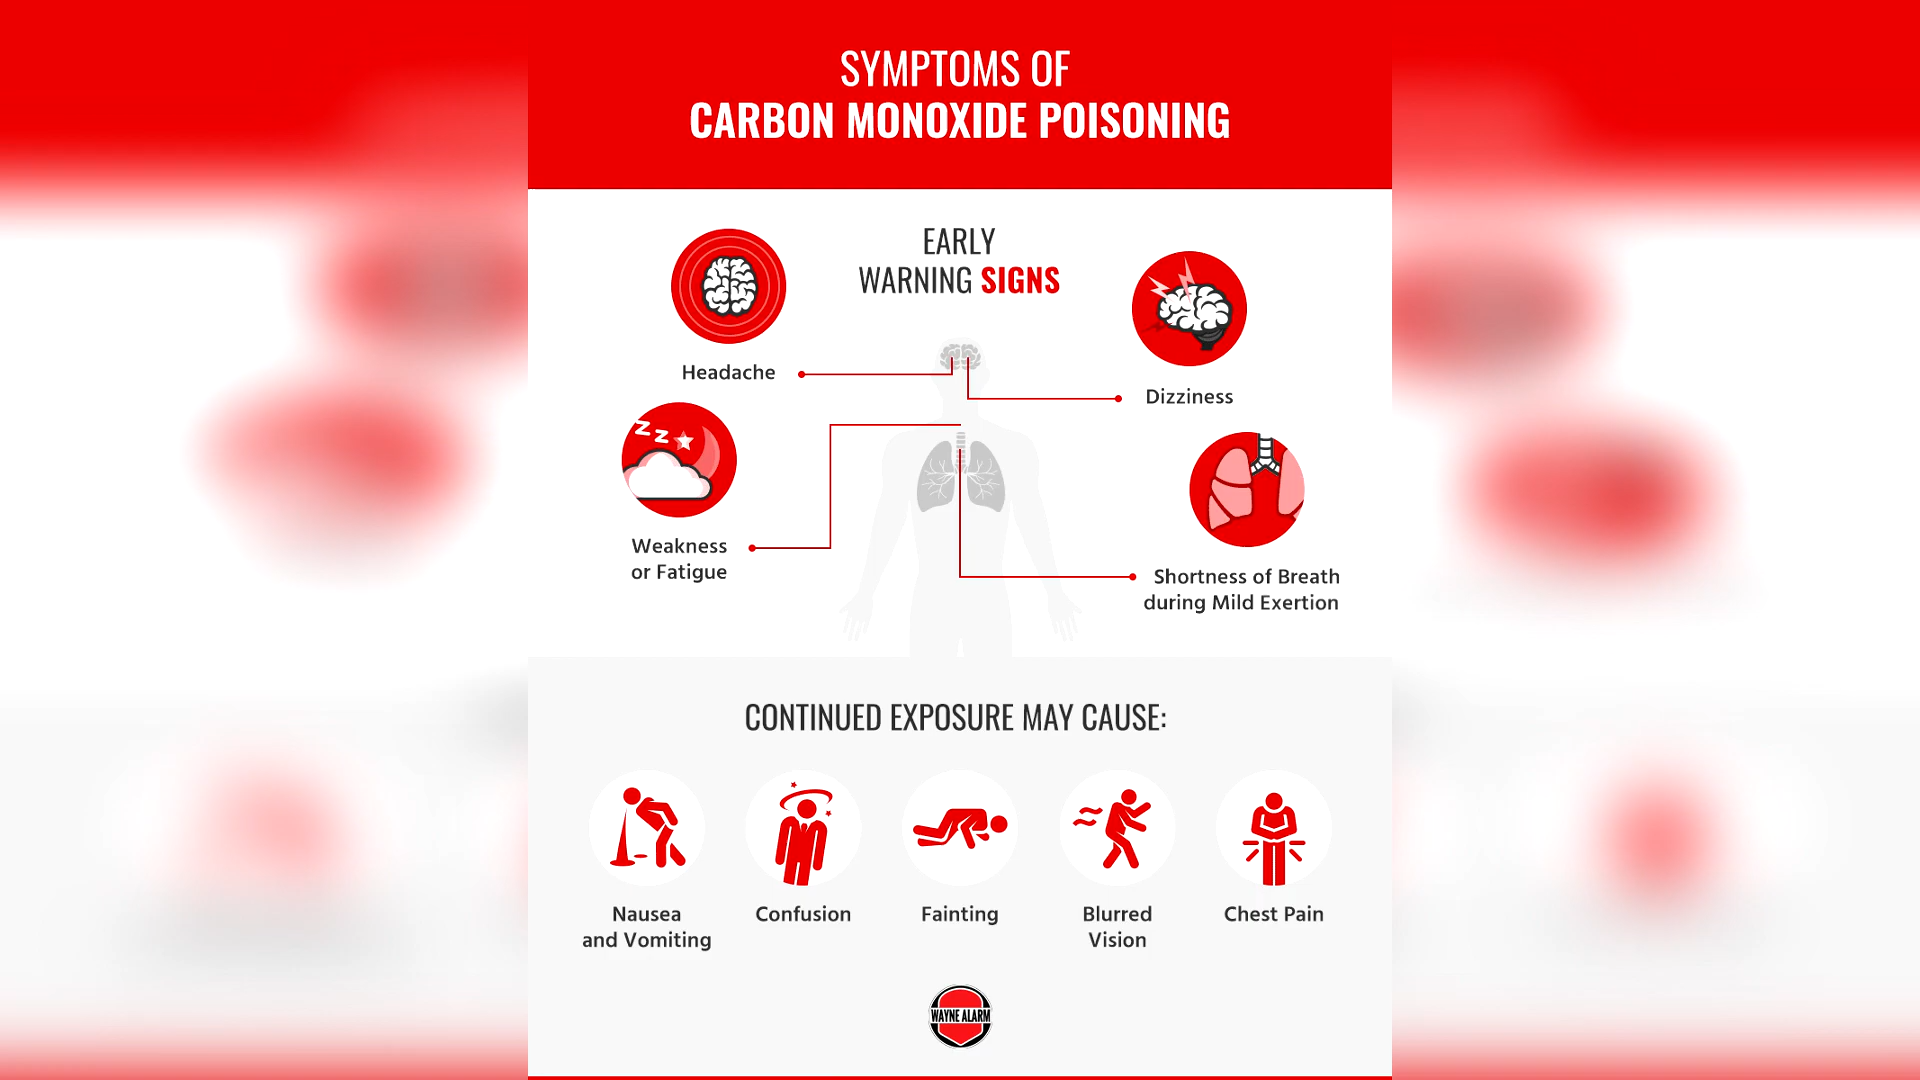 SYMPTOMS OF
CARBON MONOXIDE POISONING
EARLY
WARNING SIGNS
Headache
Dizziness
Z z
Weakness
or Fatigue
Shortness of Breath
during Mild Exertion
CONTINUED EXPOSURE MAY CAUSE:
Nausea
and Vomiting
Confusion
Fainting
Blurred
Vision
Chest Pain
WAYNE ALARM